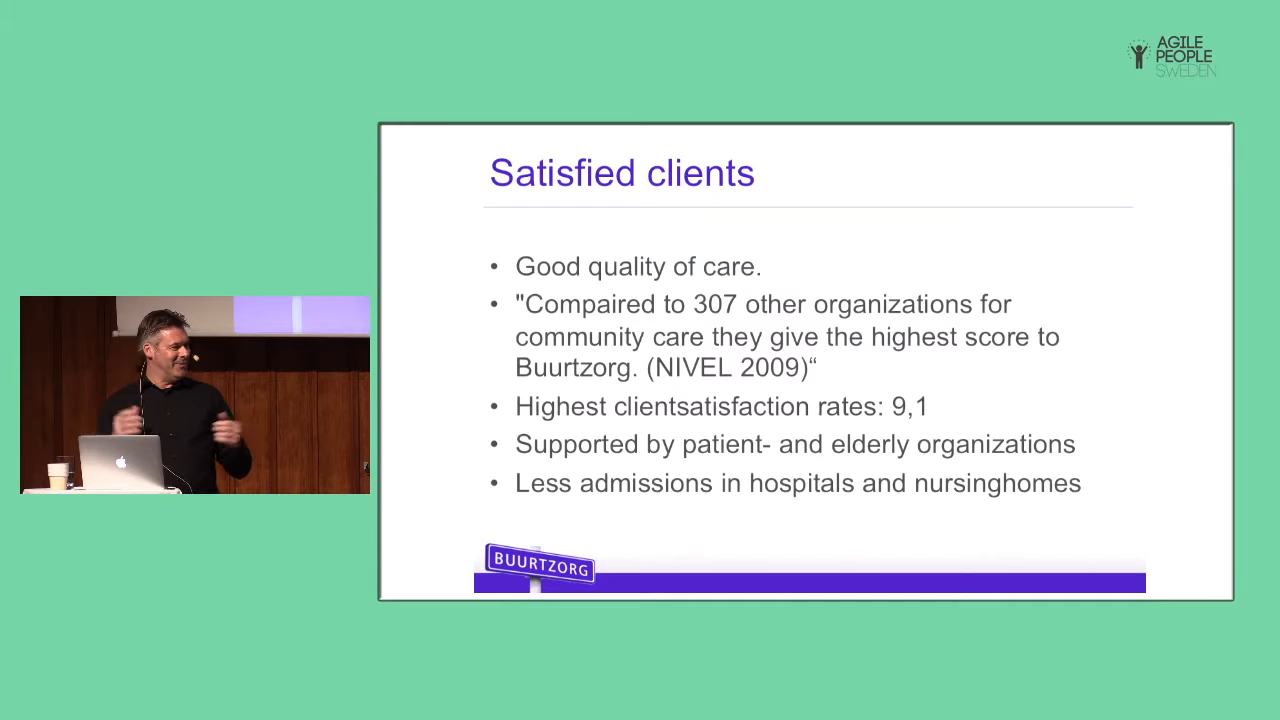 AGILE
PEOPLE
SWEDEN
Satisfied clients
• Good quality of care.
• "Compaired to 307 other organizations for
community care they give the highest score to
Buurtzorg. (NIVEL 2009)“
• Highest clientsatisfaction rates: 9,1
• Supported by patient- and elderly organizations
• Less admissions in hospitals and nursinghomes
BUURTZORG